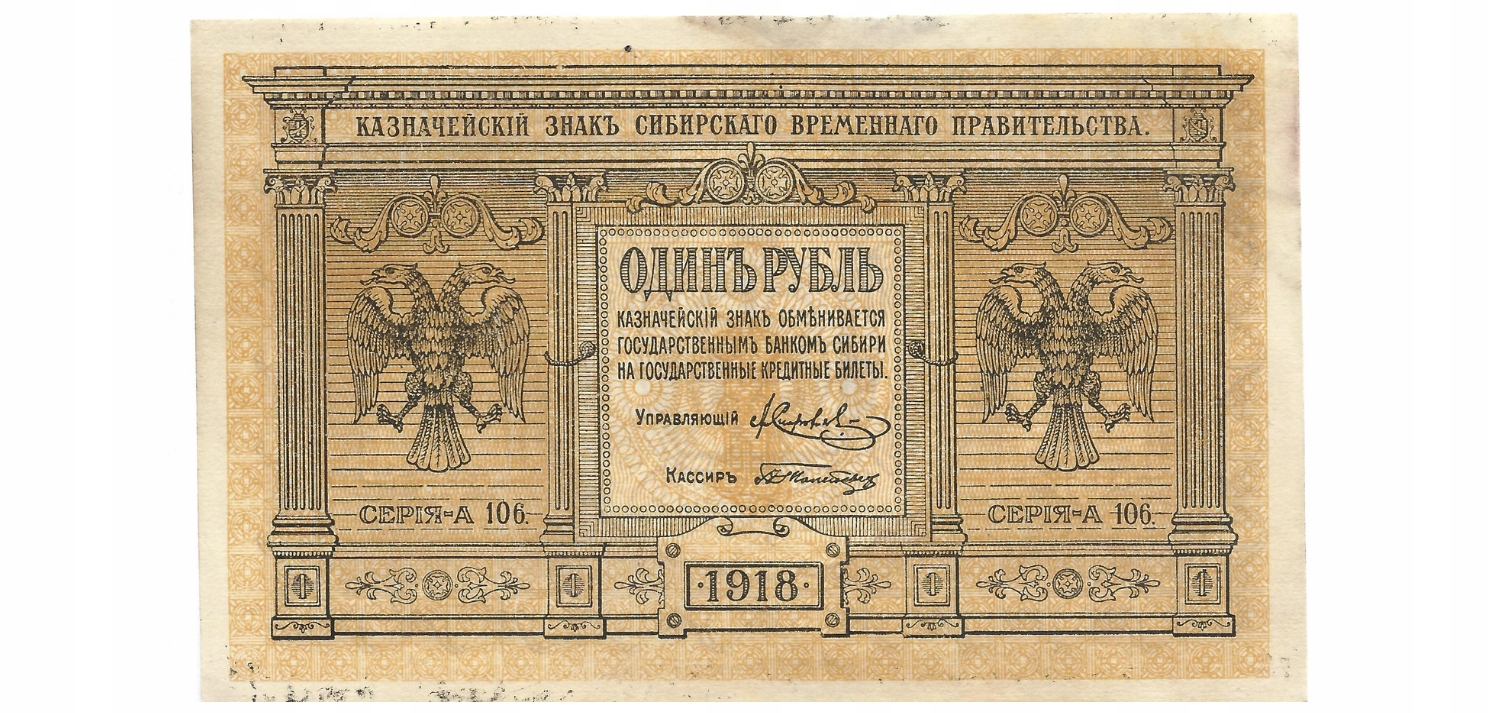 КАЗНАЧЕЙСКІЙ ЗНАКЪ СИБИРСКАГО ВРЕМЕННАГО ПРАВИТЕЛЬСТВА.
ОДИНЪ РУБЛЬ
КАЗНАЧЕЙСКІЙ ЗНАКЪ ОБМѢНИВАЕТСЯ
ГОСУДАРСТВЕННЫМЪ БАНКОМЪ СИБИРИ
НА ГОСУДАРСТВЕННЫЕ КРЕДИТНЫЕ БИЛЕТЫ.
УПРАВЛЯЮЩІЙ
КАССИРЪ
СЕРІЯ-А 106.
СЕРІЯ-А 106.
1
1
·1918·
1
1